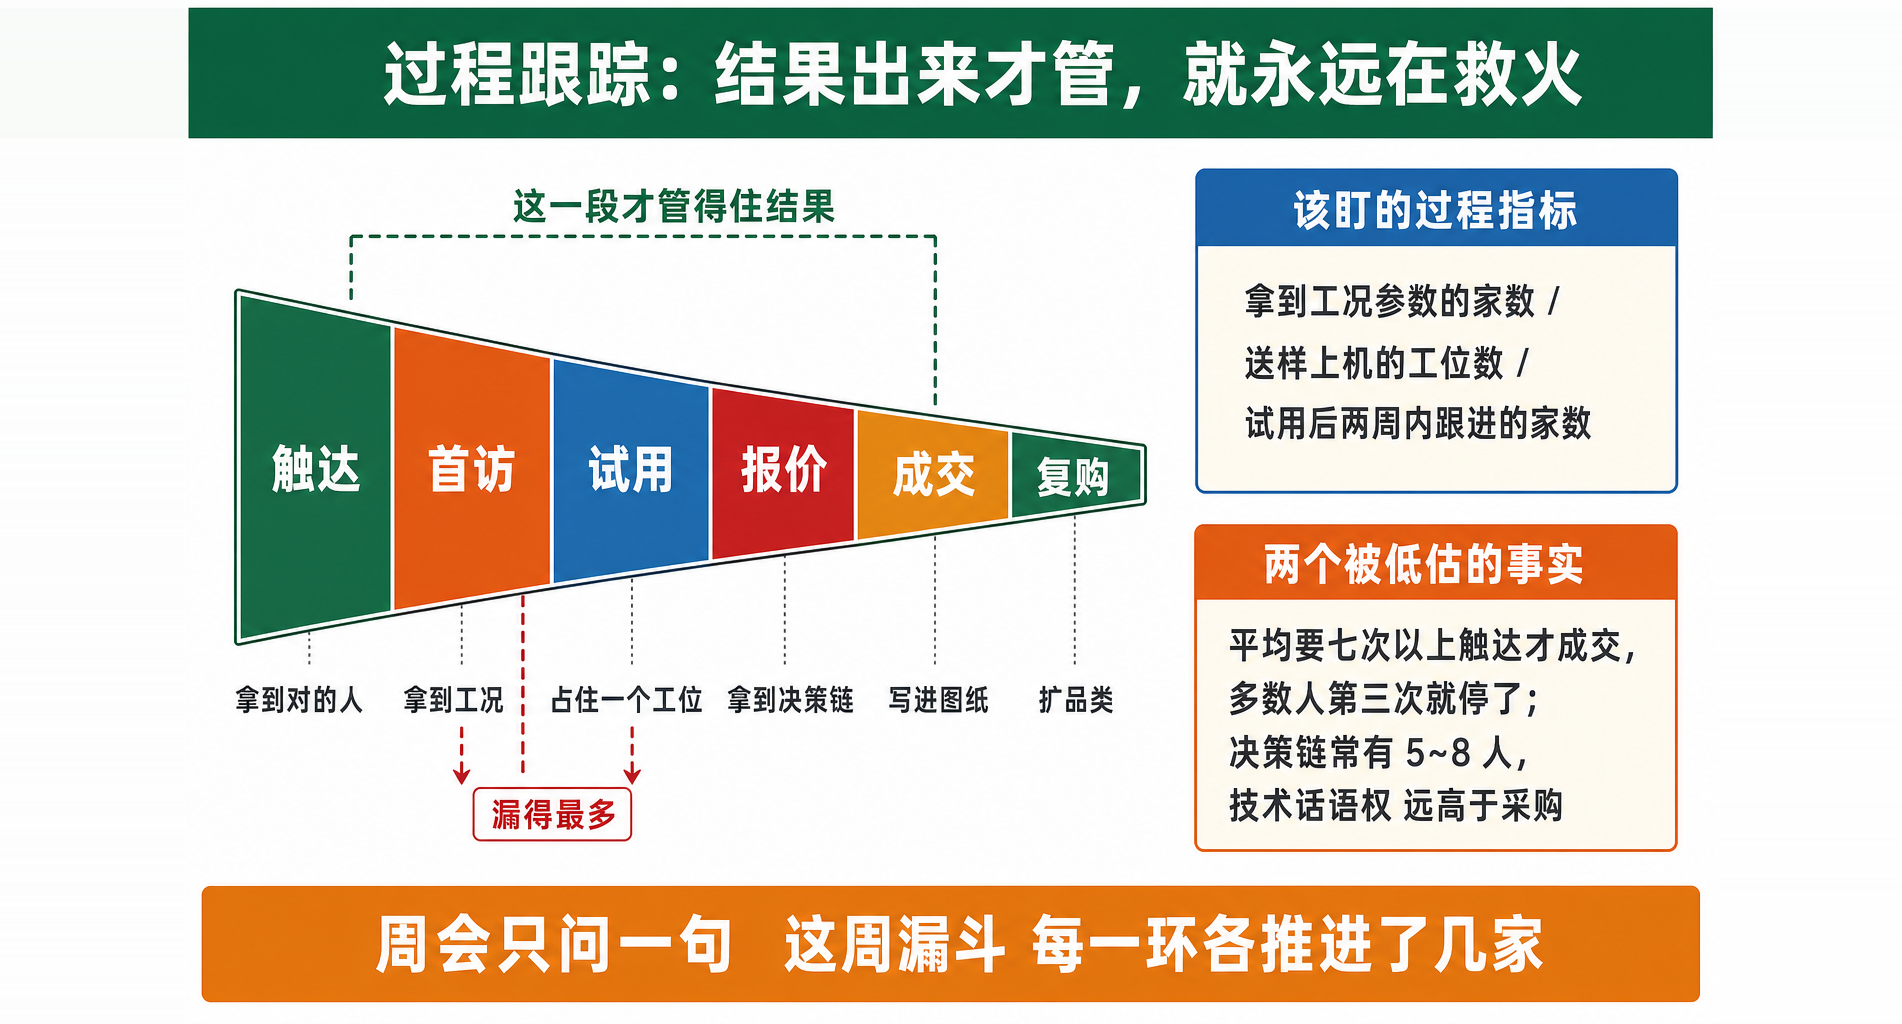 过程跟踪：结果出来才管，就永远在救火
这一段才管得住结果
触达
首访
试用
报价
成交
复购
拿到对的人
拿到工况
占住一个工位
拿到决策链
写进图纸
扩品类
漏得最多
该盯的过程指标
拿到工况参数的家数 /
送样上机的工位数 /
试用后两周内跟进的家数
两个被低估的事实
平均要七次以上触达才成交，
多数人第三次就停了；
决策链常有 5~8 人，
技术话语权 远高于采购
周会只问一句 这周漏斗 每一环各推进了几家